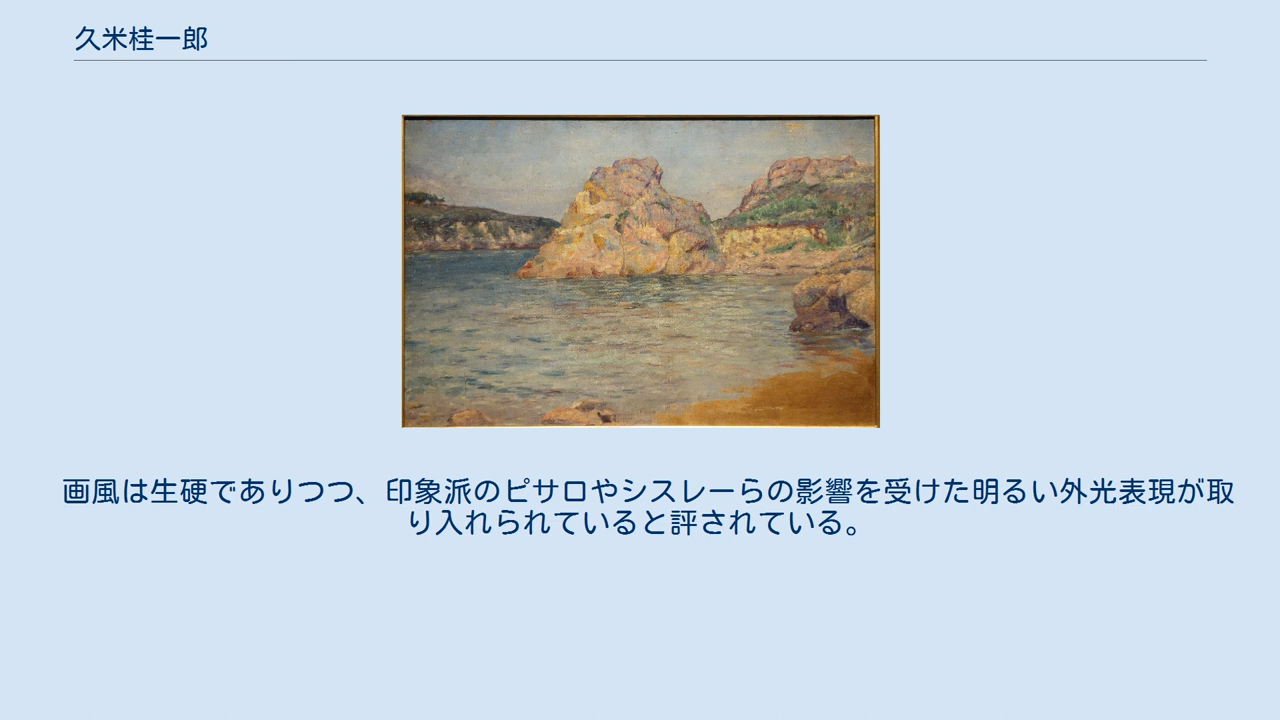 久米桂一郎
画風は生硬でありつつ、印象派のピサロやシスレーらの影響を受けた明るい外光表現が取
り入れられていると評されている。